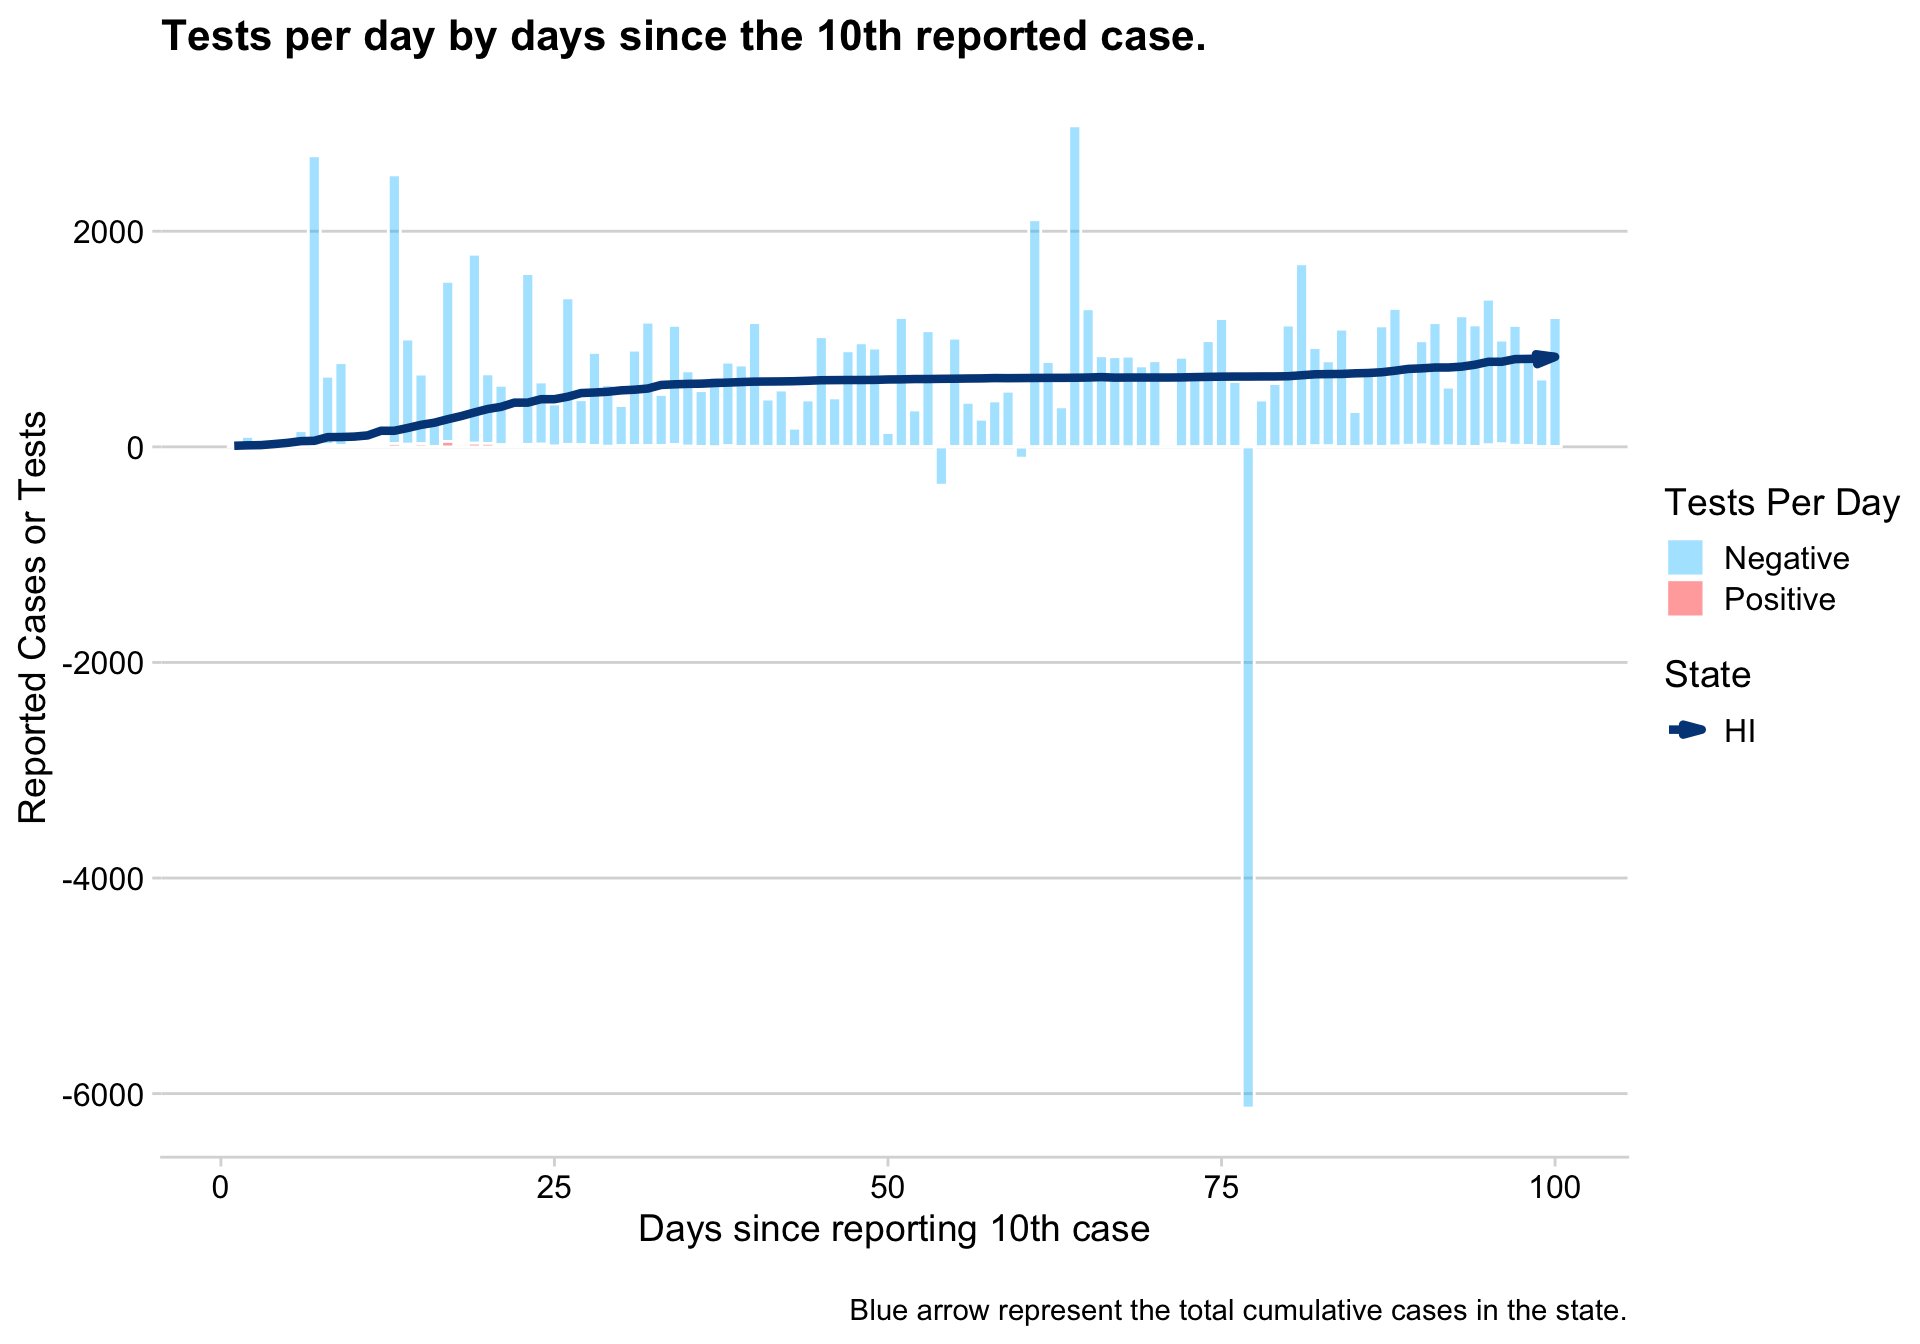 Tests per day by days since the 10th reported case.
Reported Cases or Tests
2000
0
-2000
-4000
-6000
0 25 50 75 100
Days since reporting 10th case
Tests Per Day
Negative
Positive
State
HI
Blue arrow represent the total cumulative cases in the state.